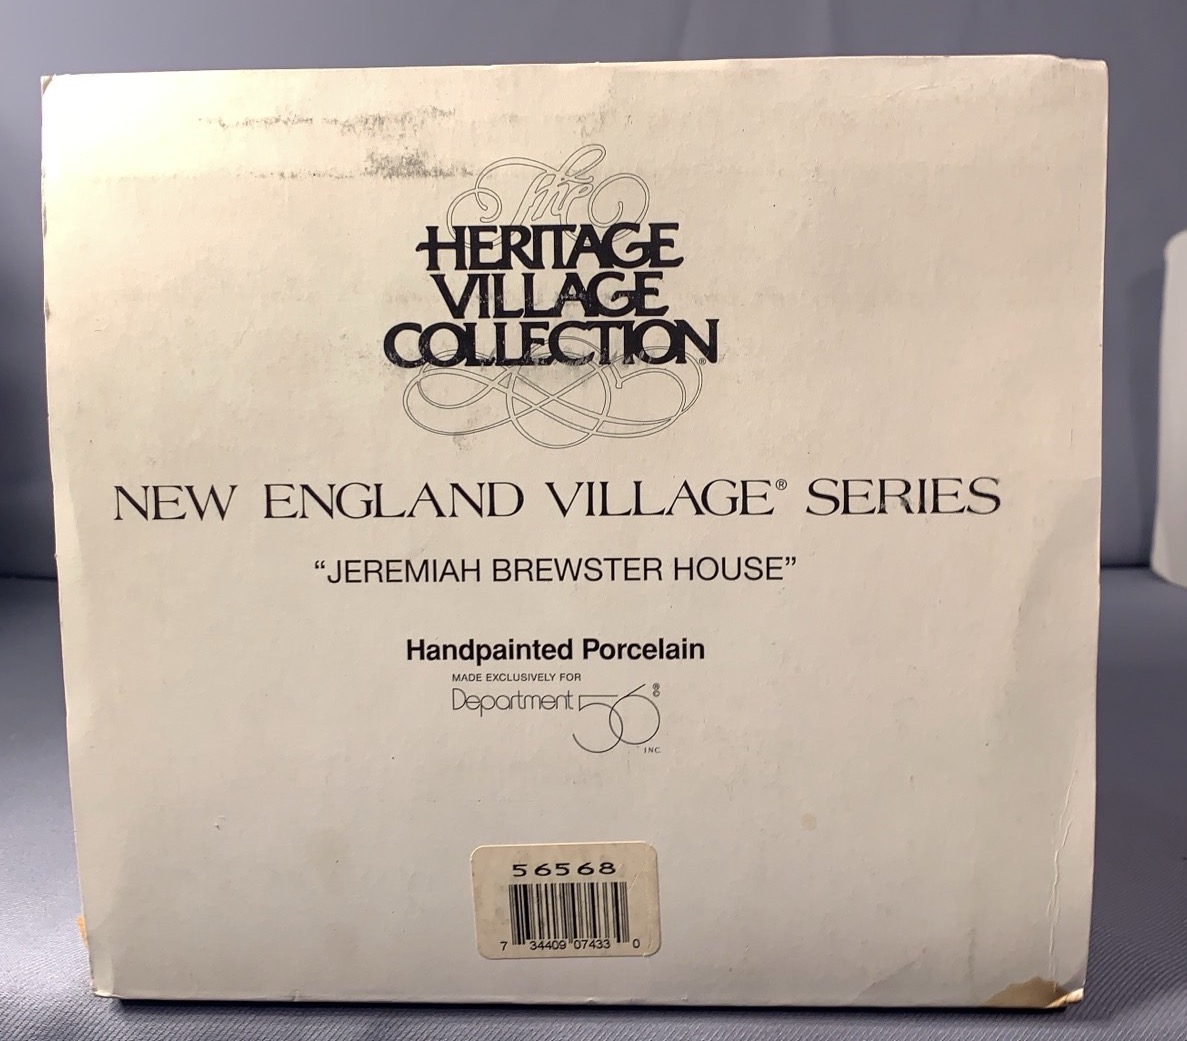 The
HERITAGE
VILLAGE
COLLECTION®
NEW ENGLAND VILLAGE® SERIES
“JEREMIAH BREWSTER HOUSE”
Handpainted Porcelain
MADE EXCLUSIVELY FOR
Department 56 ® ©
INC
56568
7 34409 07433 0